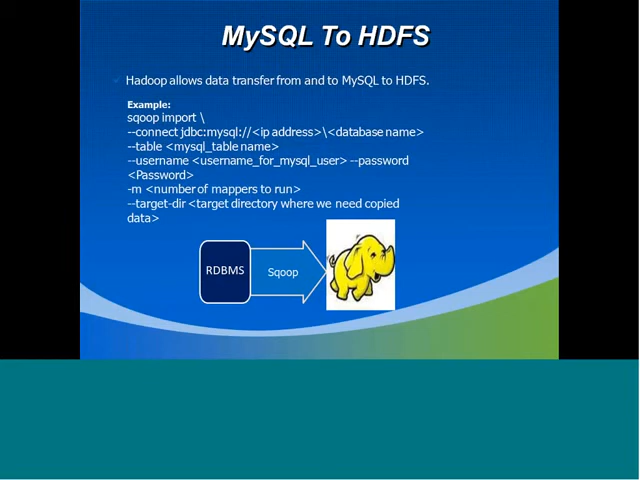 MySQL To HDFS
Hadoop allows data transfer from and to MySQL to HDFS.
Example:
sqoop import \
--connect jdbc:mysql://<ip address>\<database name>
--table <mysql_table name>
--username <username_for_mysql_user> --password
<Password>
-m <number of mappers to run>
--target-dir <target directory where we need copied
data>
RDBMS
Sqoop